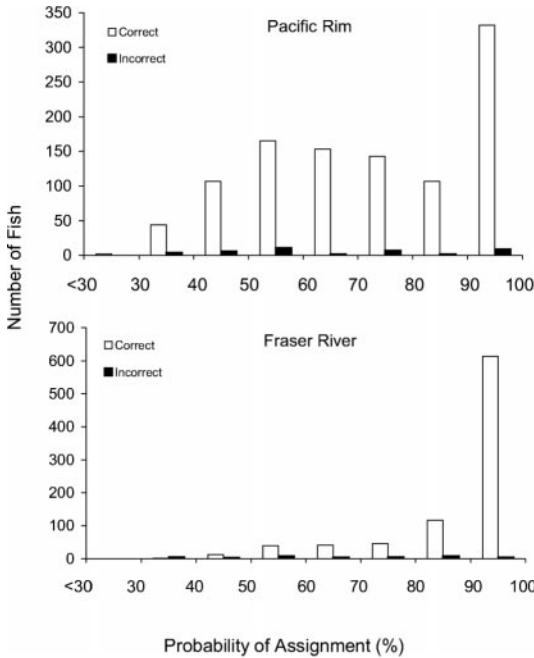 350
Pacific Rim
Correct
300
Incorrect
250
200
150
100
50
0
<30 30 40 50 60 70 80 90 100
Number of Fish
700
Fraser River
Correct
600
Incorrect
500
400
300
200
100
0
<30 30 40 50 60 70 80 90 100
Probability of Assignment (%)